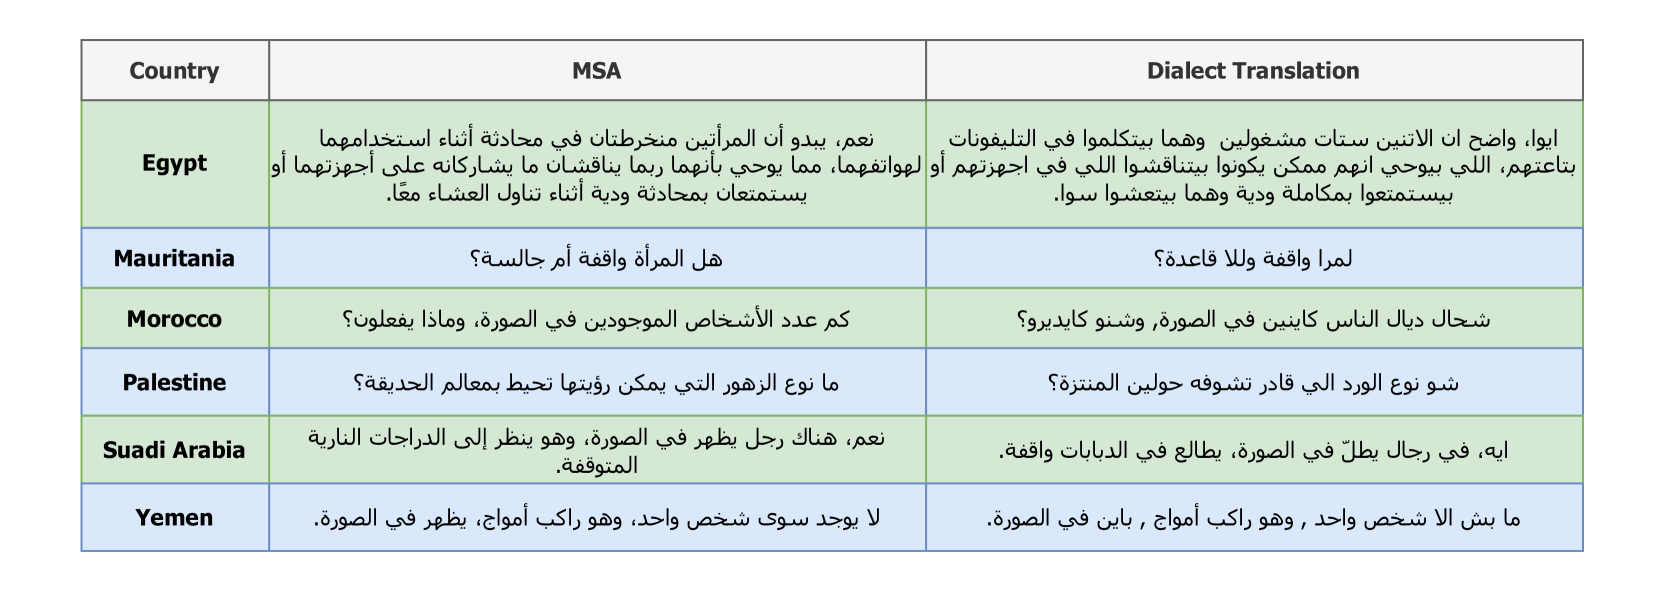 Country
MSA
Dialect Translation
Egypt
نعم، يبدو أن المرأتين منخرطتان في محادثة أثناء استخدامهما
لهواتفهما، مما يوحي بأنهما ربما يناقشان ما يشاركانه على أجهزتهما أو
يستمتعان بمحادثة ودية أثناء تناول العشاء معًا.
ايوا، واضح ان الاتنين ستات مشغولين وهما بيتكلموا في التليفونات
بتاعتهم، اللي بيوحي انهم ممكن يكونوا بيتناقشوا اللي في اجهزتهم أو
بيستمتعوا بمكاملة ودية وهما بيتعشوا سوا.
Mauritania
هل المرأة واقفة أم جالسة؟
لمرا واقفة وللا قاعدة؟
Morocco
كم عدد الأشخاص الموجودين في الصورة، وماذا يفعلون؟
شحال ديال الناس كاينين في الصورة, وشنو كايديرو؟
Palestine
ما نوع الزهور التي يمكن رؤيتها تحيط بمعالم الحديقة؟
شو نوع الورد الي قادر تشوفه حولين المنتزة؟
Suadi Arabia
نعم، هناك رجل يظهر في الصورة، وهو ينظر إلى الدراجات النارية
المتوقفة.
ايه، في رجال يطلّ في الصورة، يطالع في الدبابات واقفة.
Yemen
لا يوجد سوى شخص واحد، وهو راكب أمواج، يظهر في الصورة.
ما بش الا شخص واحد , وهو راكب أمواج , باين في الصورة.